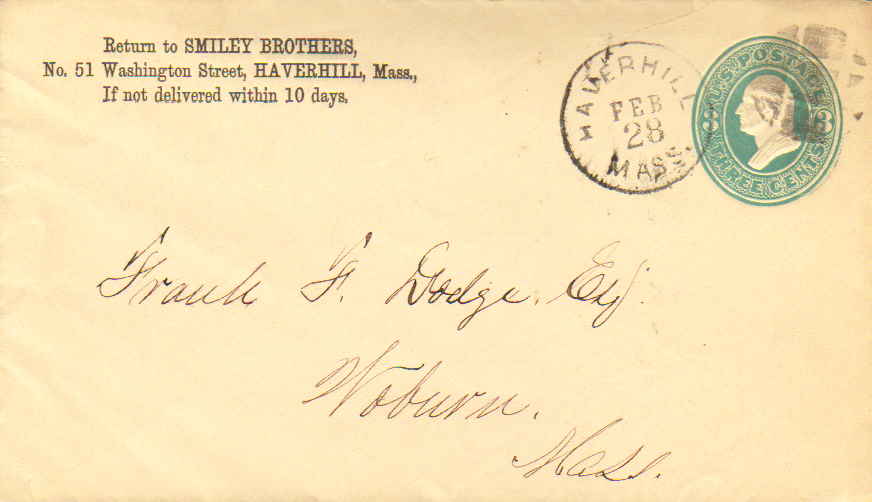 Return to SMILEY BROTHERS,
No. 51 Washington Street, HAVERHILL, Mass.,
If not delivered within 10 days.
HAVERHILL
FEB
28
MASS.
U.S. POSTAGE
3 3
THREE CENTS
Frank F. Dodge. Esq.
Woburn.
Mass.